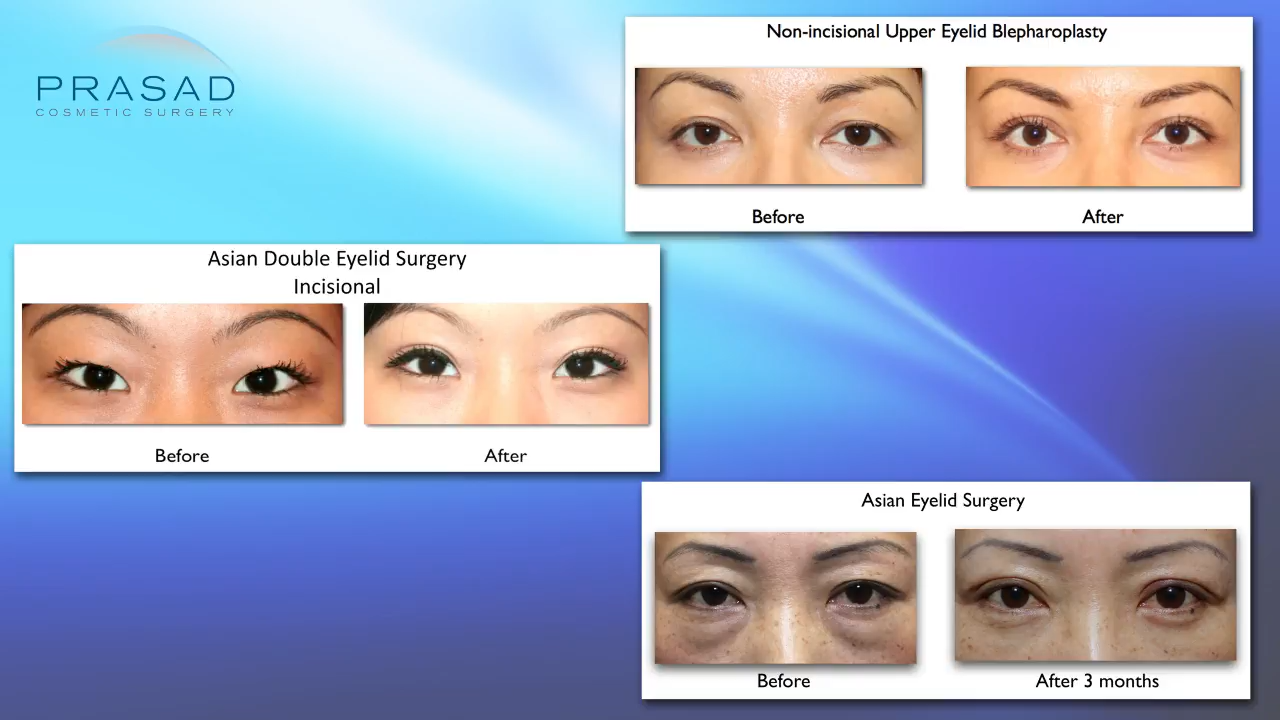 PRASAD
COSMETIC SURGERY
Non-incisional Upper Eyelid Blepharoplasty
Before
After
Asian Double Eyelid Surgery
Incisional
Before
After
Asian Eyelid Surgery
Before
After 3 months